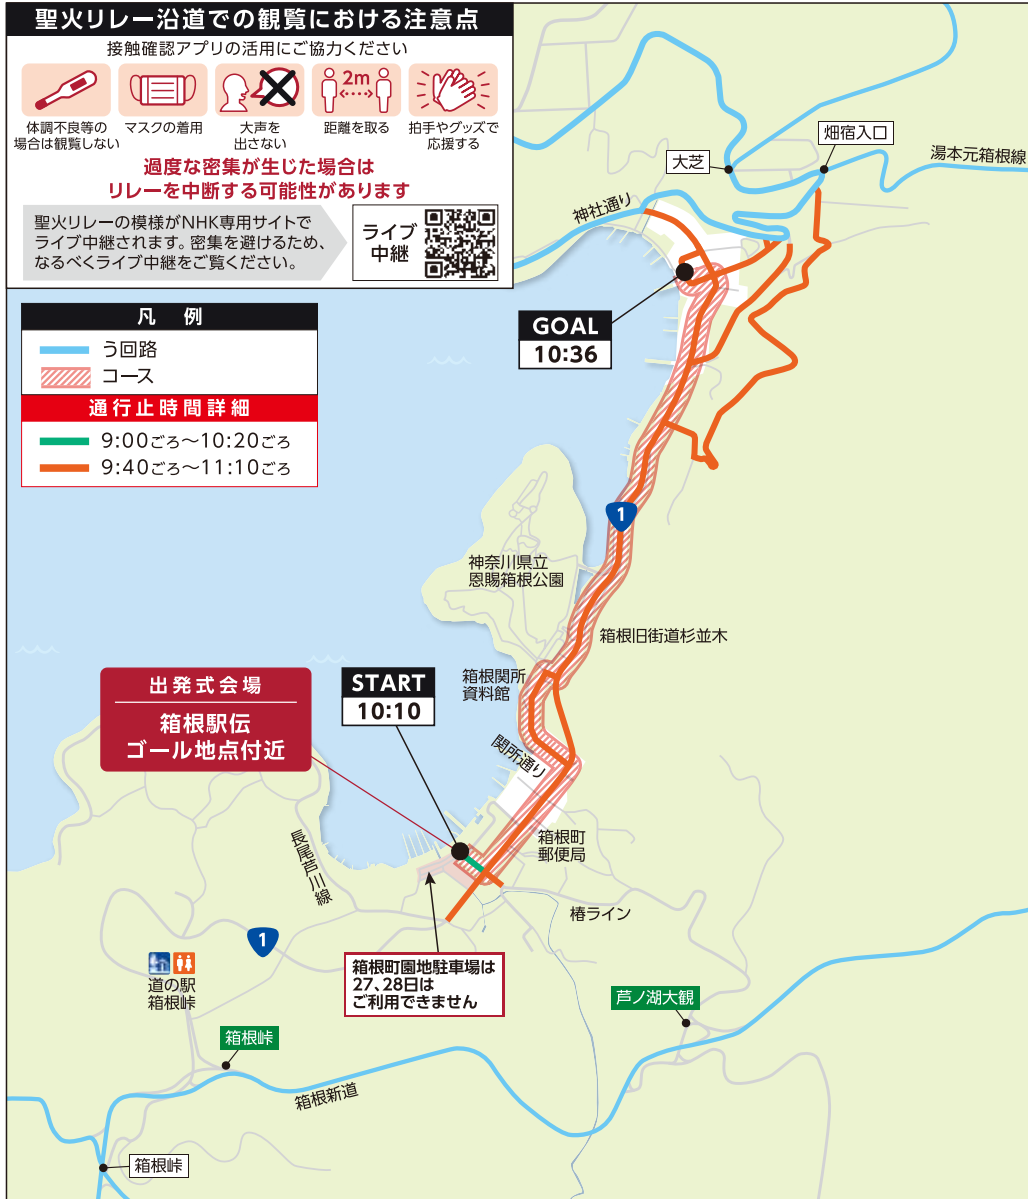 聖火リレー沿道での観覧における注意点
接触確認アプリの活用にご協力ください
2m
体調不良等の
場合は観覧しない
マスクの着用
大声を
出さない
距離を取る
拍手やグッズで
応援する
過度な密集が生じた場合は
リレーを中断する可能性があります
聖火リレーの模様がNHK専用サイトで
ライブ中継されます。密集を避けるため、
なるべくライブ中継をご覧ください。
ライブ
中継
凡 例
う回路
コース
通行止時間詳細
9:00ごろ～10:20ごろ
9:40ごろ～11:10ごろ
畑宿入口
大芝
湯本元箱根線
神社通り
GOAL
10:36
1
神奈川県立
恩賜箱根公園
箱根旧街道杉並木
箱根関所
資料館
出発式会場
箱根駅伝
ゴール地点付近
START
10:10
関所通り
箱根町
郵便局
長尾芦川線
椿ライン
1
道の駅
箱根峠
箱根町園地駐車場は
27、28日は
ご利用できません
芦ノ湖大観
箱根峠
箱根新道
箱根峠